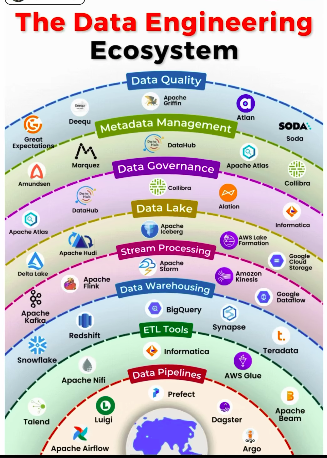 The Data Engineering
Ecosystem
Data Quality
Great
Expectations
Deequ
Apache
Griffin
Atlan
SODA
Soda
Metadata Management
Amundsen
Marquez
DataHub
Apache Atlas
Collibra
Data Governance
Apache Atlas
DataHub
Collibra
Alation
Informatica
Data Lake
Delta Lake
Apache Hudi
Apache
Iceberg
AWS Lake
Formation
Google
Cloud
Storage
Stream Processing
Apache
Kafka
Apache
Flink
Apache
Storm
Amazon
Kinesis
Google
Dataflow
Data Warehousing
Snowflake
Redshift
BigQuery
Synapse
Teradata
ETL Tools
Talend
Apache Nifi
Informatica
AWS Glue
Apache
Beam
Data Pipelines
Apache Airflow
Luigi
Prefect
Dagster
Argo